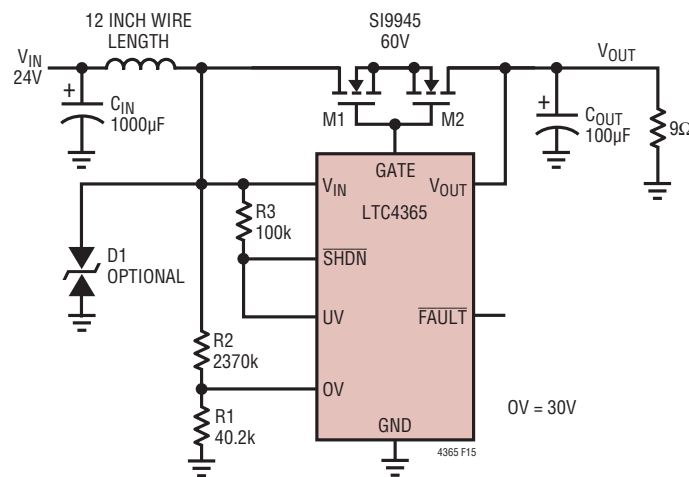 12 INCH WIRE
LENGTH
SI9945
60V
VIN
24V
VOUT
+
CIN
1000µF
M1
M2
+
COUT
100µF
9Ω
GATE
VIN
VOUT
LTC4365
R3
100k
D1
OPTIONAL
SHDN
UV
FAULT
R2
2370k
OV
OV = 30V
R1
40.2k
GND
4365 F15